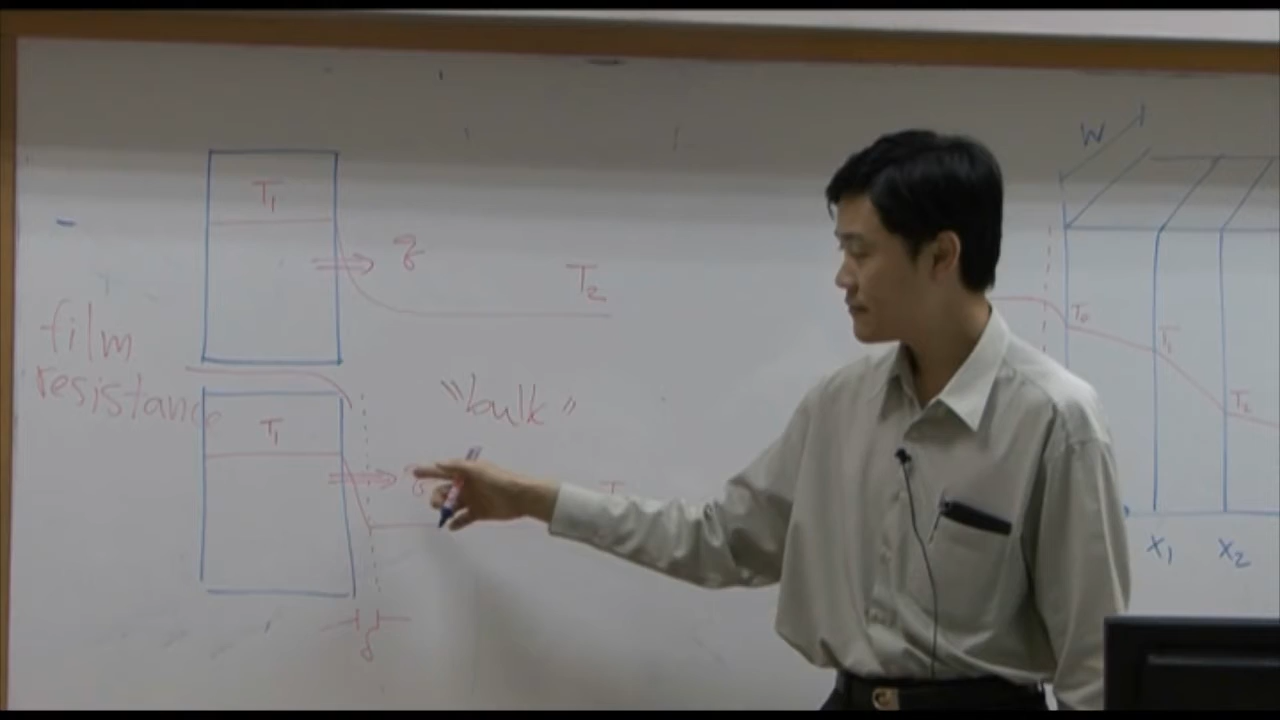 T₁
q
T₂
film
resistance
"bulk"
T₁
q
T
δ
W
T₀
T₁
T₂
x₁
x₂